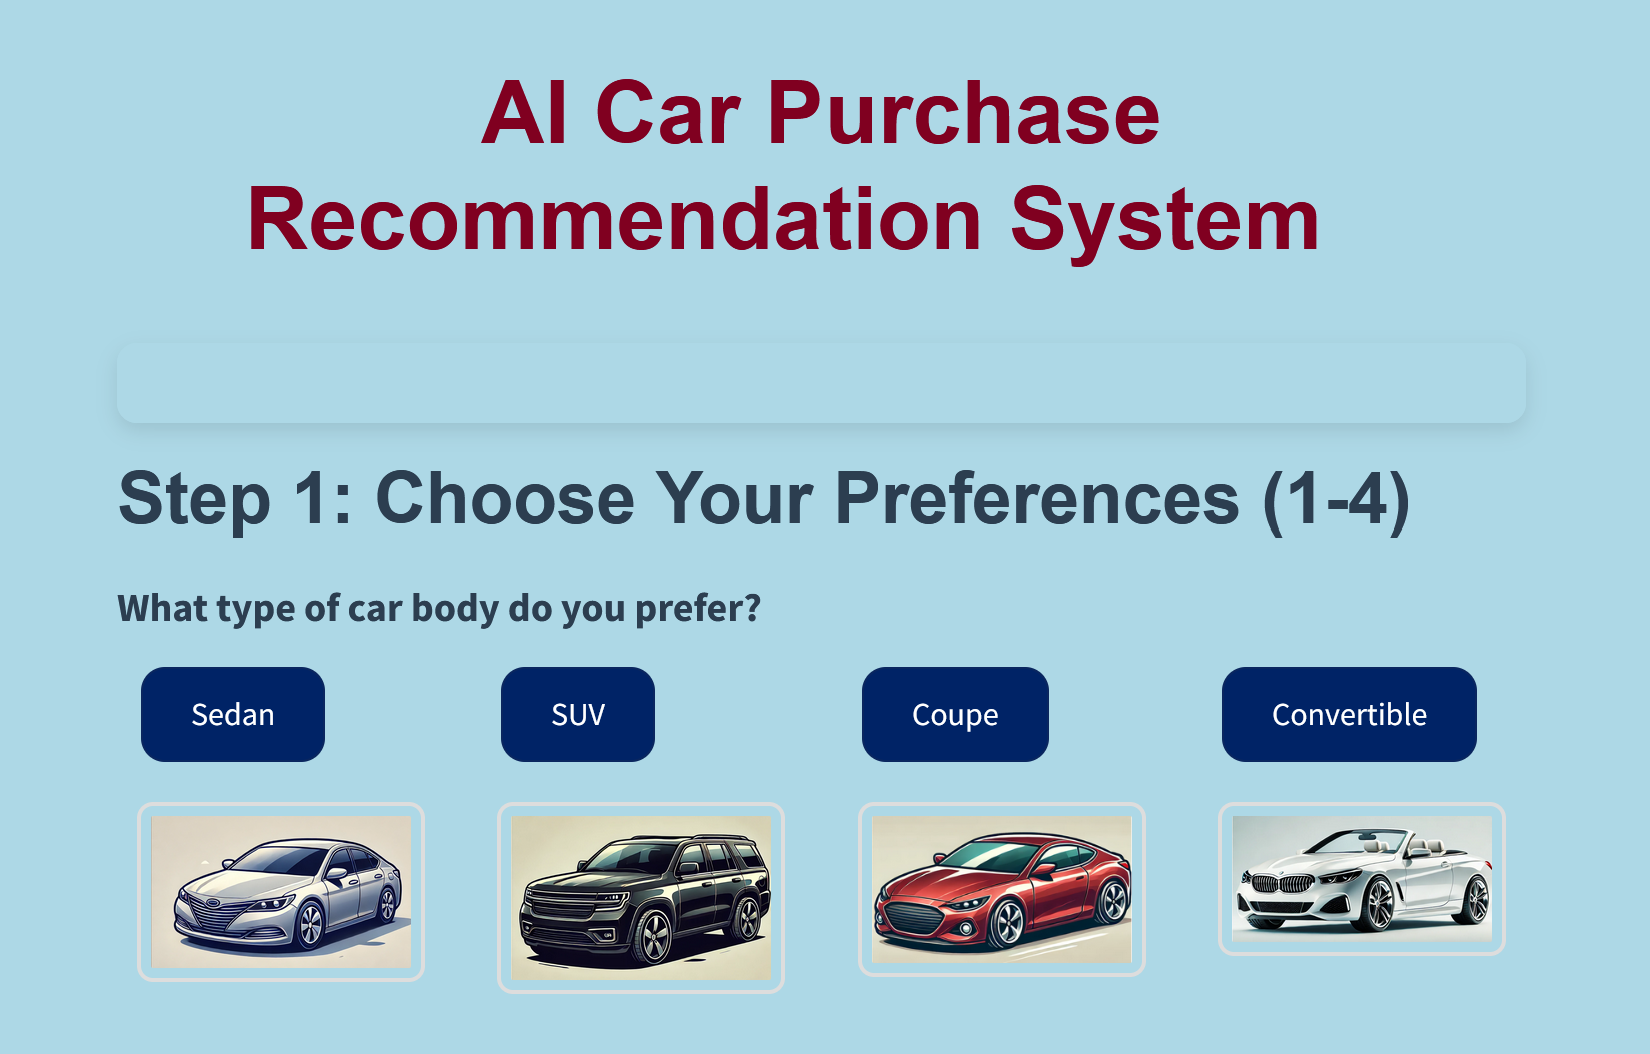 AI Car Purchase
Recommendation System
Step 1: Choose Your Preferences (1-4)
What type of car body do you prefer?
Sedan
SUV
Coupe
Convertible